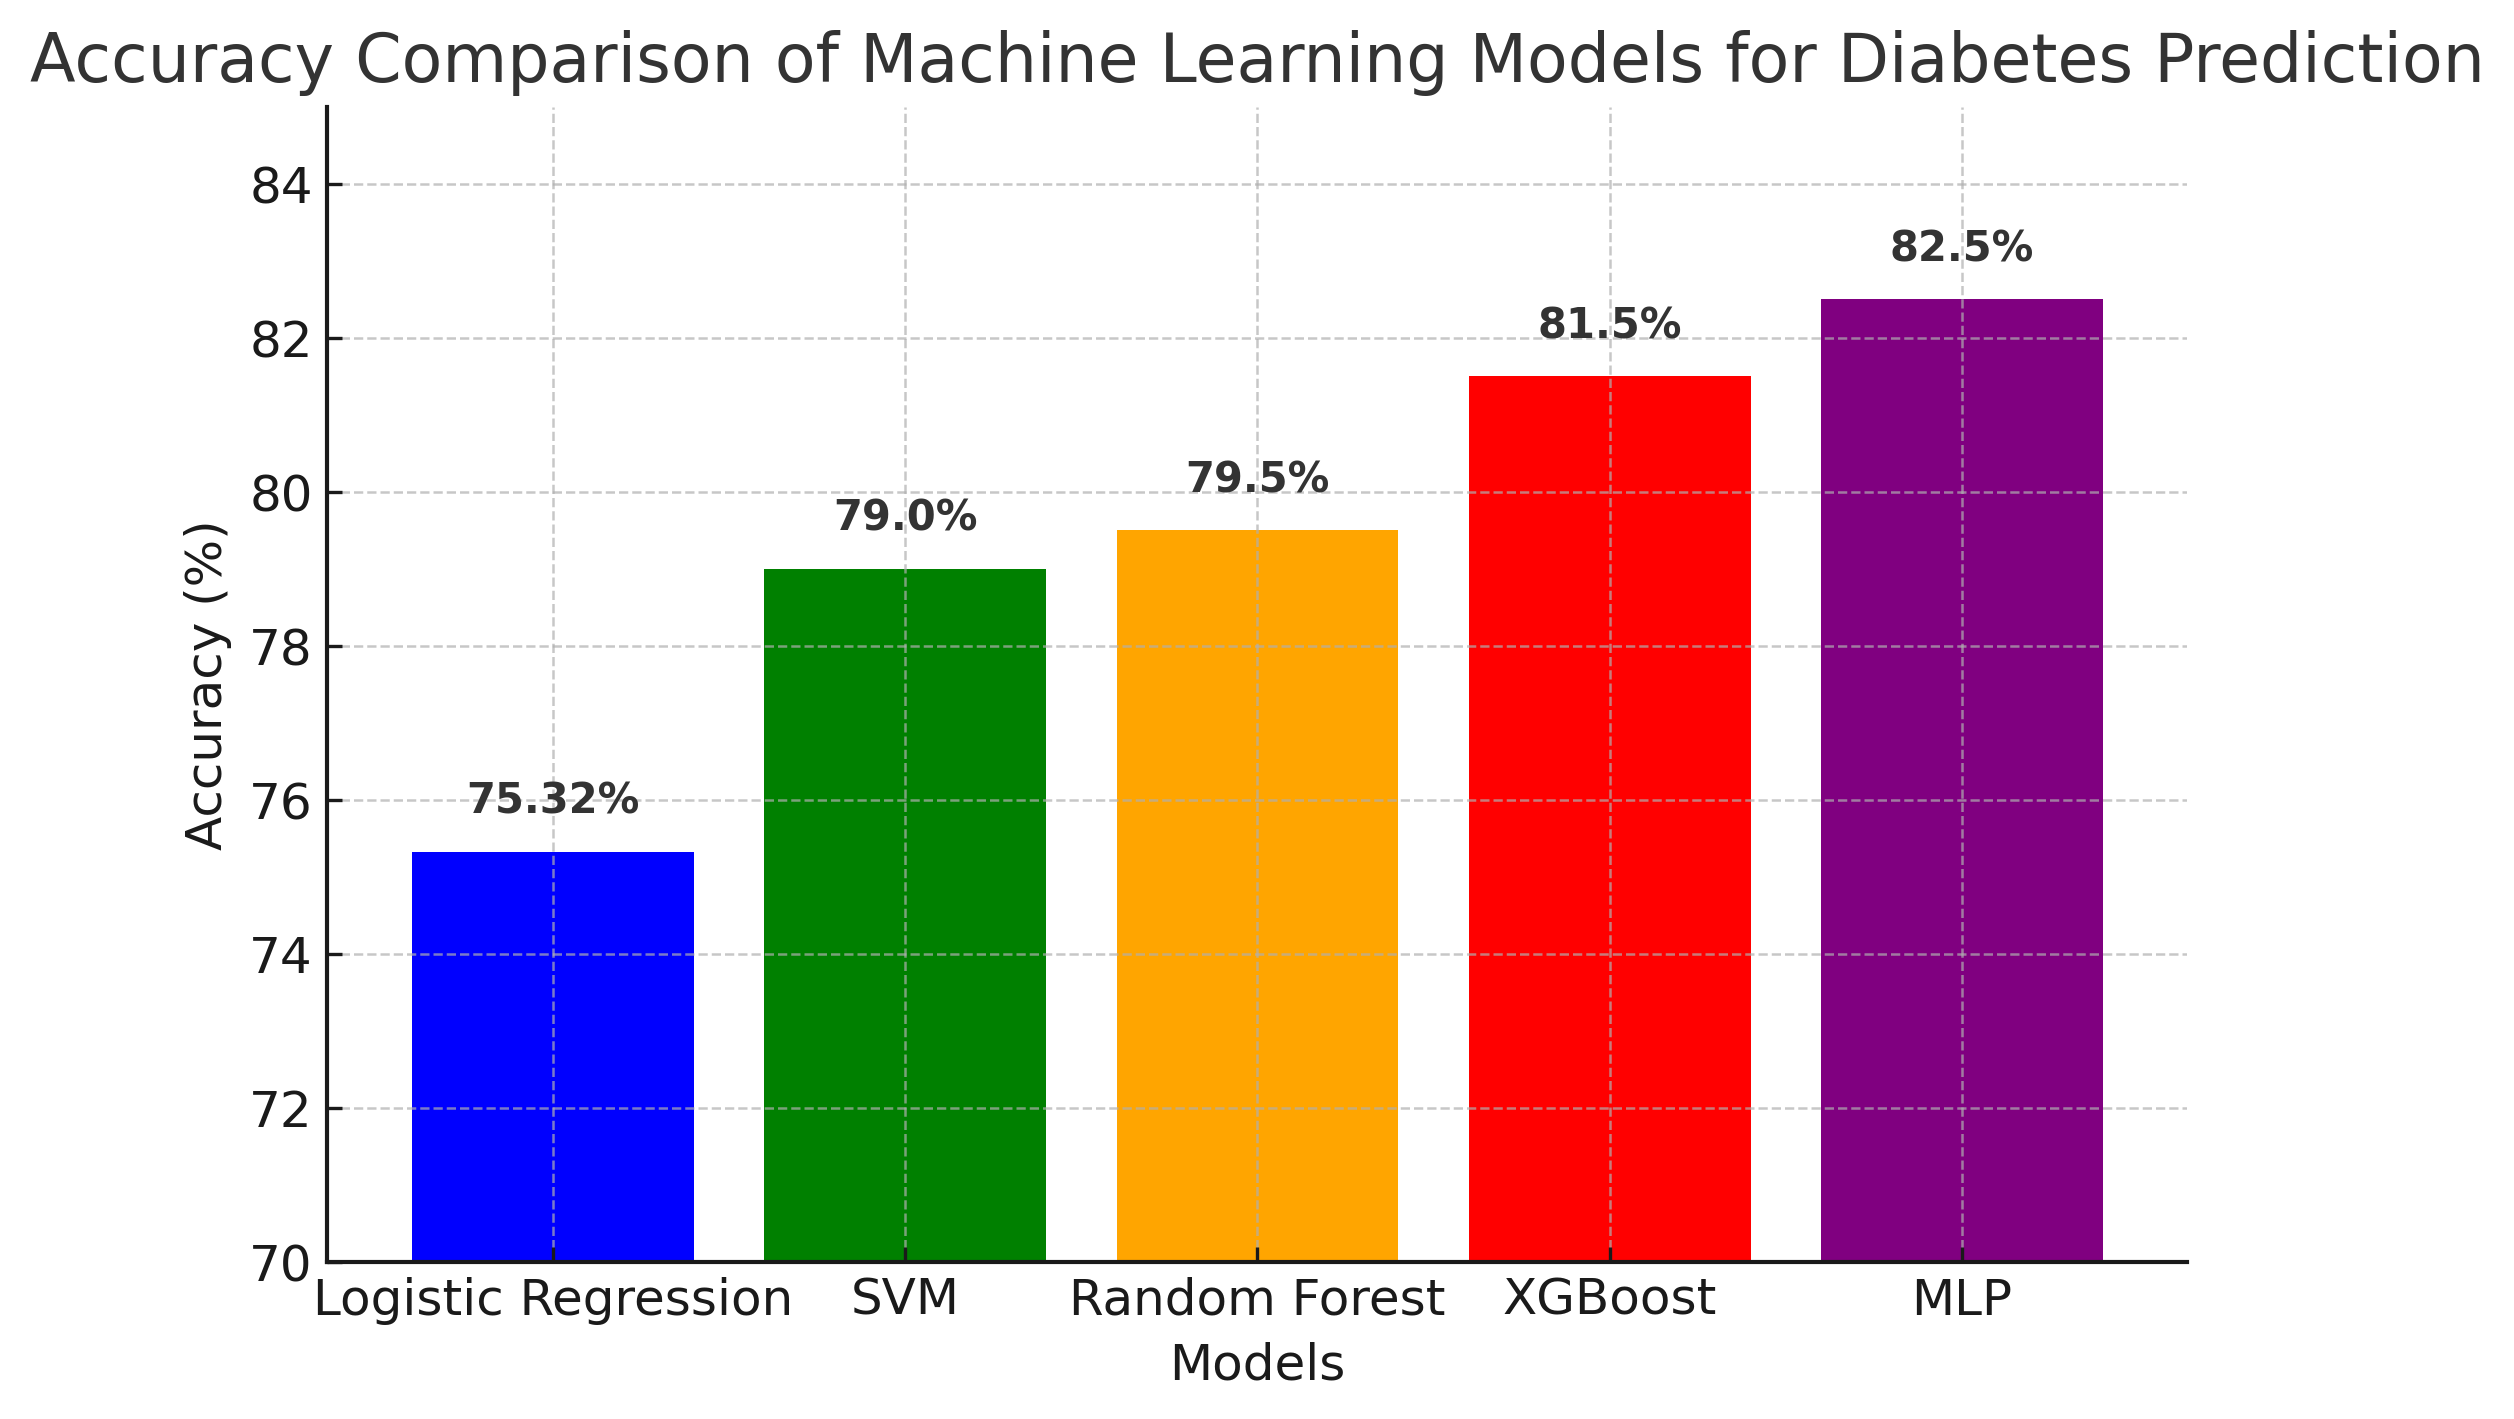 Accuracy Comparison of Machine Learning Models for Diabetes Prediction
84
82
80
78
76
74
72
70
Accuracy (%)
75.32%
79.0%
79.5%
81.5%
82.5%
Logistic Regression
SVM
Random Forest
XGBoost
MLP
Models